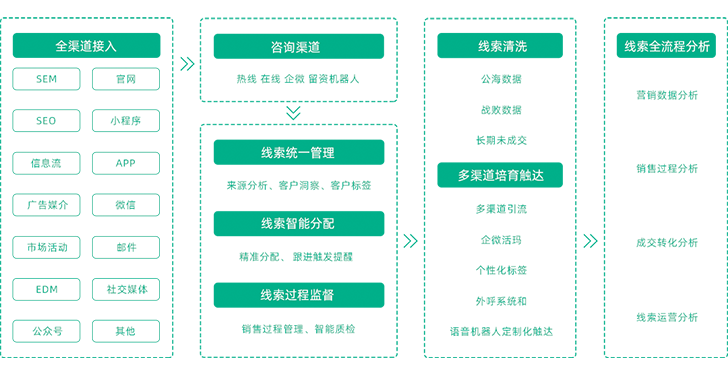 全渠道接入
SEM
官网
SEO
小程序
信息流
APP
广告媒介
微信
市场活动
邮件
EDM
社交媒体
公众号
其他
咨询渠道
热线 在线 企微 留资机器人
线索统一管理
来源分析、客户洞察、客户标签
线索智能分配
精准分配、 跟进触发提醒
线索过程监督
销售过程管理、智能质检
线索清洗
公海数据
战败数据
长期未成交
多渠道培育触达
多渠道引流
企微活玛
个性化标签
外呼系统和
语音机器人定制化触达
线索全流程分析
营销数据分析
销售过程分析
成交转化分析
线索运营分析